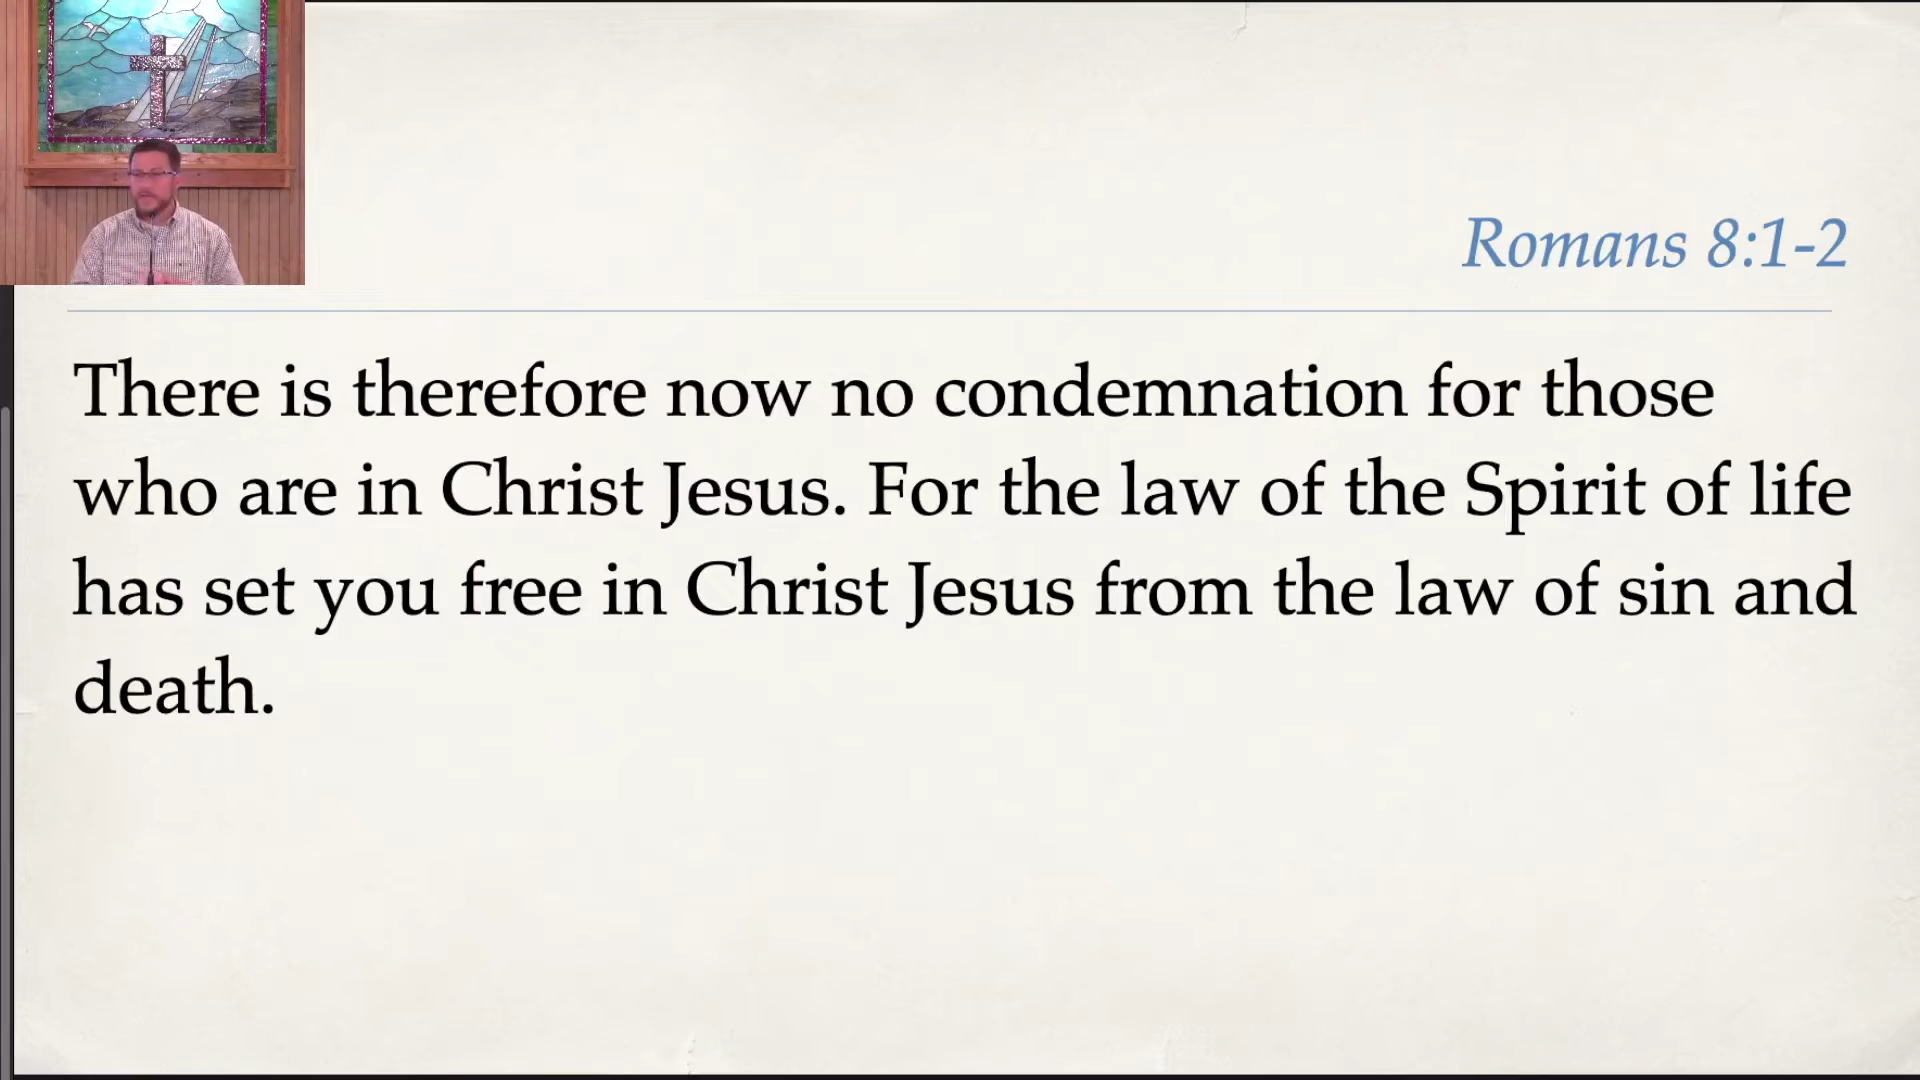 Romans 8:1-2
There is therefore now no condemnation for those
who are in Christ Jesus. For the law of the Spirit of life
has set you free in Christ Jesus from the law of sin and
death.